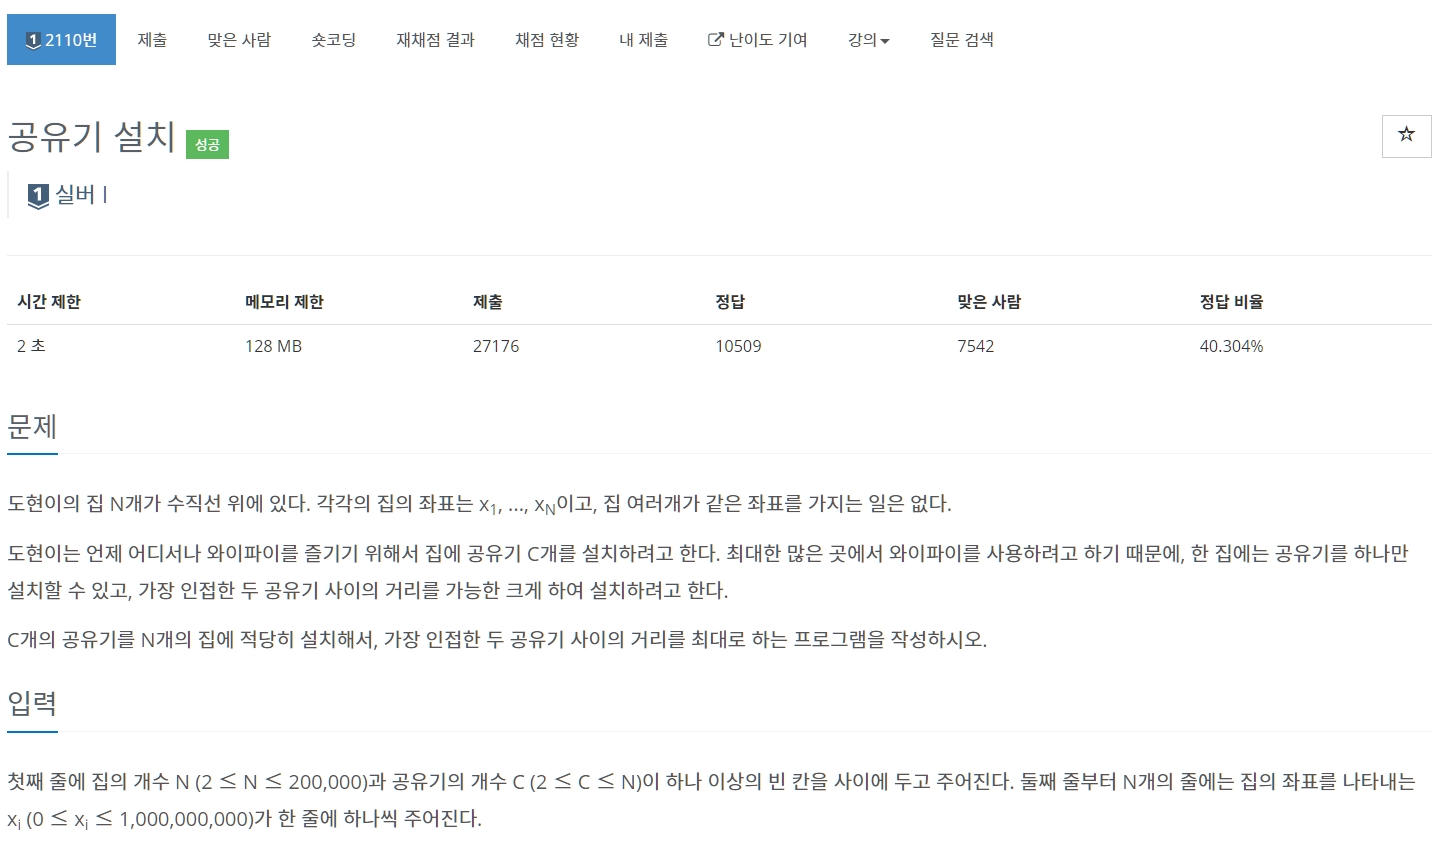 1 2110번 제출 맞은 사람 숏코딩 재채점 결과 채점 현황 내 제출 난이도 기여 강의 질문 검색
공유기 설치 성공
1 실버 I
시간 제한 메모리 제한 제출 정답 맞은 사람 정답 비율
2 초 128 MB 27176 10509 7542 40.304%
문제
도현이의 집 N개가 수직선 위에 있다. 각각의 집의 좌표는 x1, ..., xN이고, 집 여러개가 같은 좌표를 가지는 일은 없다.
도현이는 언제 어디서나 와이파이를 즐기기 위해서 집에 공유기 C개를 설치하려고 한다. 최대한 많은 곳에서 와이파이를 사용하려고 하기 때문에, 한 집에는 공유기를 하나만
설치할 수 있고, 가장 인접한 두 공유기 사이의 거리를 가능한 크게 하여 설치하려고 한다.
C개의 공유기를 N개의 집에 적당히 설치해서, 가장 인접한 두 공유기 사이의 거리를 최대로 하는 프로그램을 작성하시오.
입력
첫째 줄에 집의 개수 N (2 ≤ N ≤ 200,000)과 공유기의 개수 C (2 ≤ C ≤ N)이 하나 이상의 빈 칸을 사이에 두고 주어진다. 둘째 줄부터 N개의 줄에는 집의 좌표를 나타내는
xi (0 ≤ xi ≤ 1,000,000,000)가 한 줄에 하나씩 주어진다.